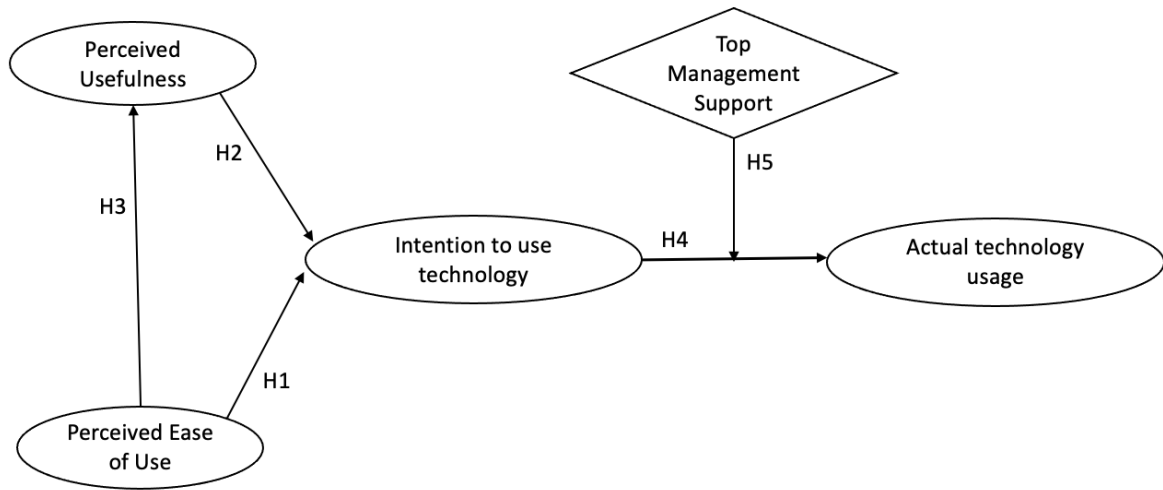 Perceived
Usefulness
Top
Management
Support
H2
H5
H3
Intention to use
technology
H4
Actual technology
usage
H1
Perceived Ease
of Use